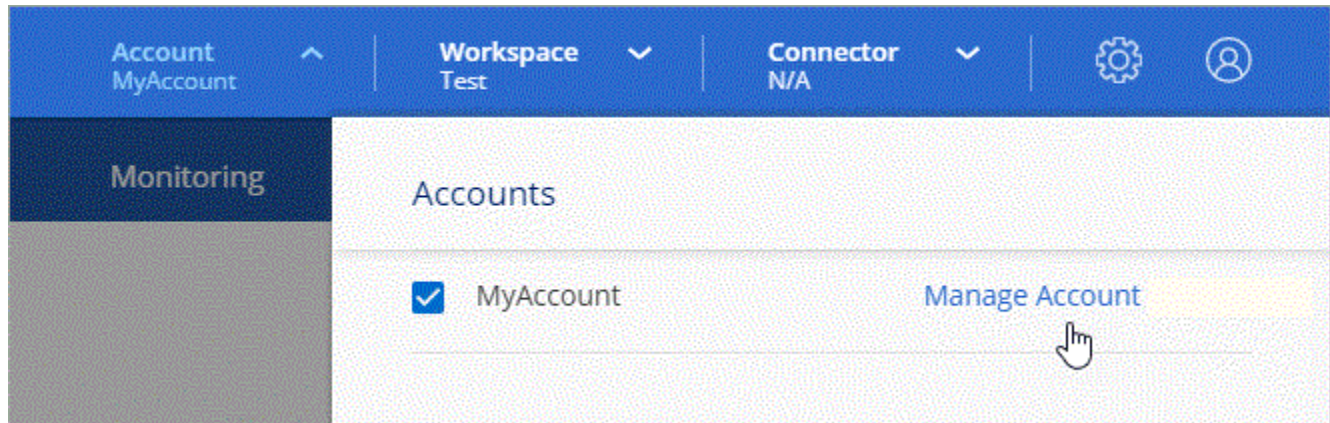 Account
MyAccount
Workspace
Test
Connector
N/A
Monitoring
Accounts
MyAccount
Manage Account